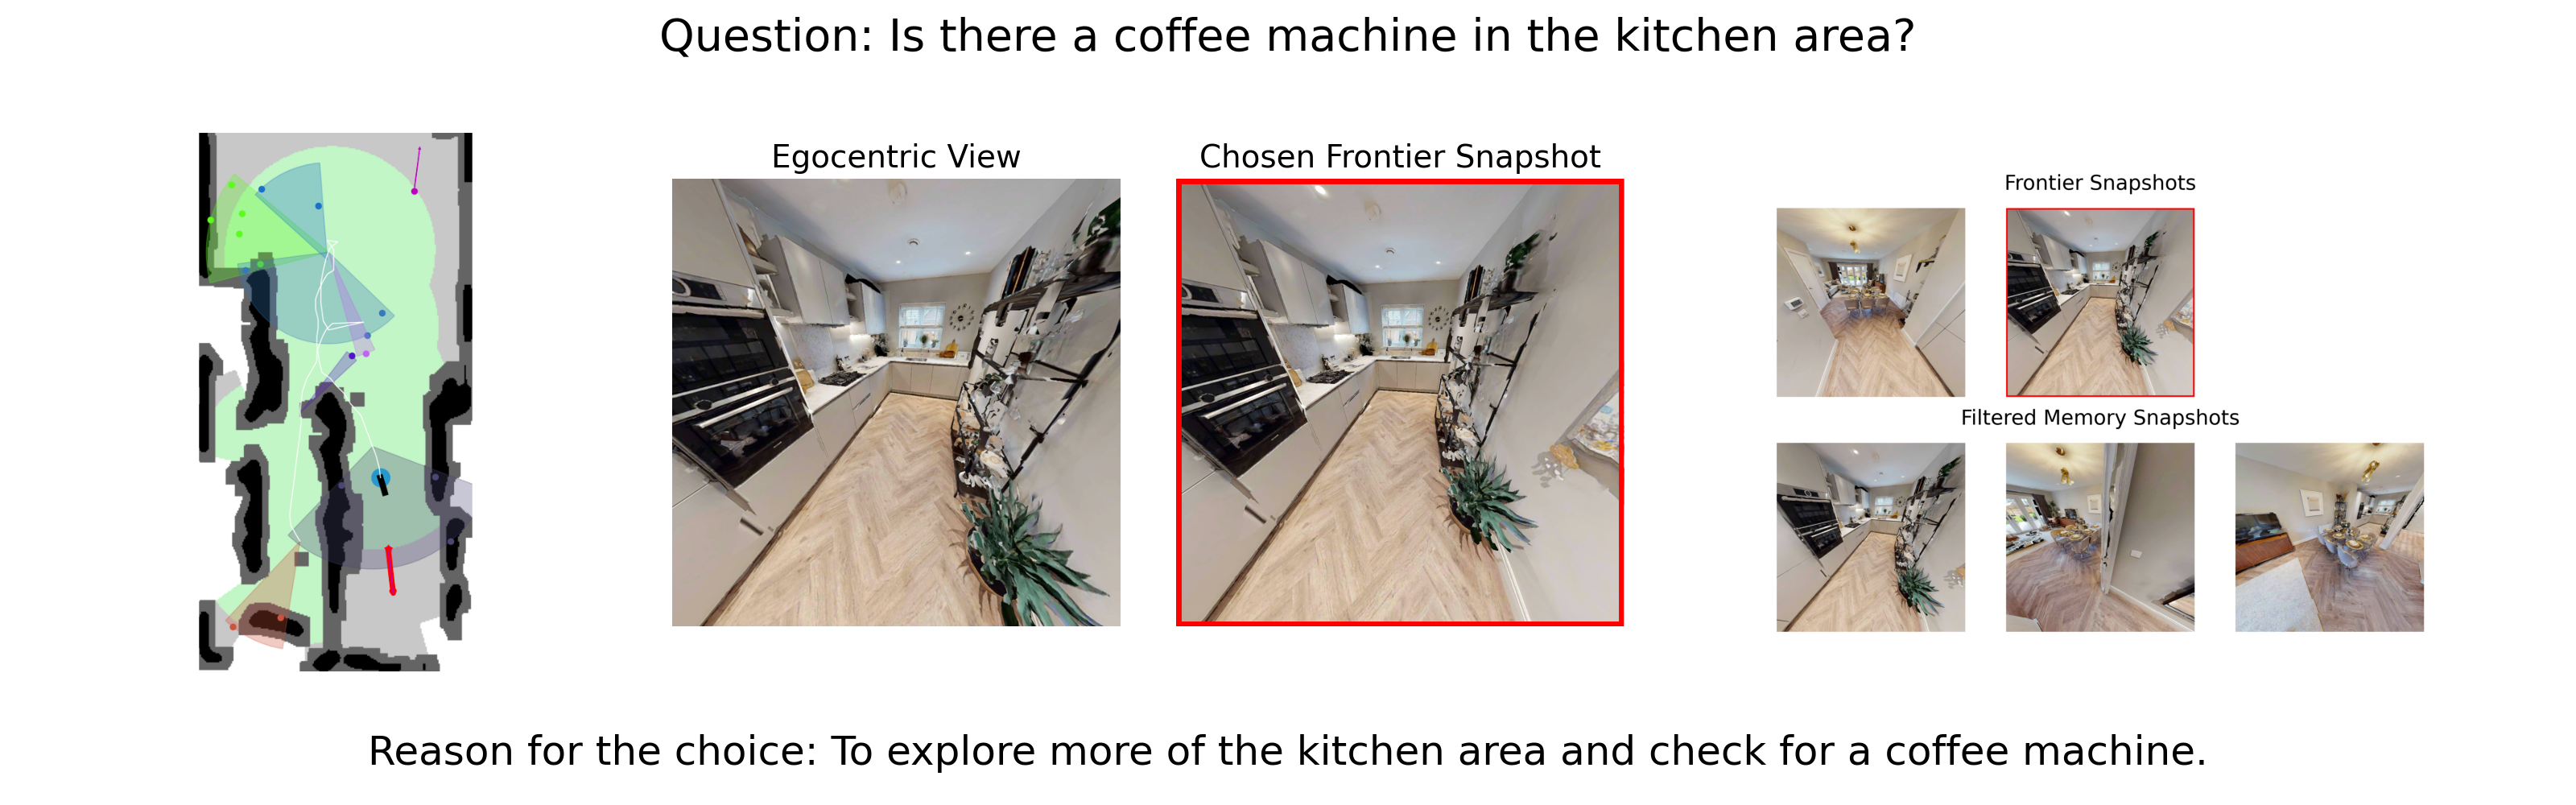 Question: Is there a coffee machine in the kitchen area?
Egocentric View
Chosen Frontier Snapshot
Frontier Snapshots
Filtered Memory Snapshots
Reason for the choice: To explore more of the kitchen area and check for a coffee machine.